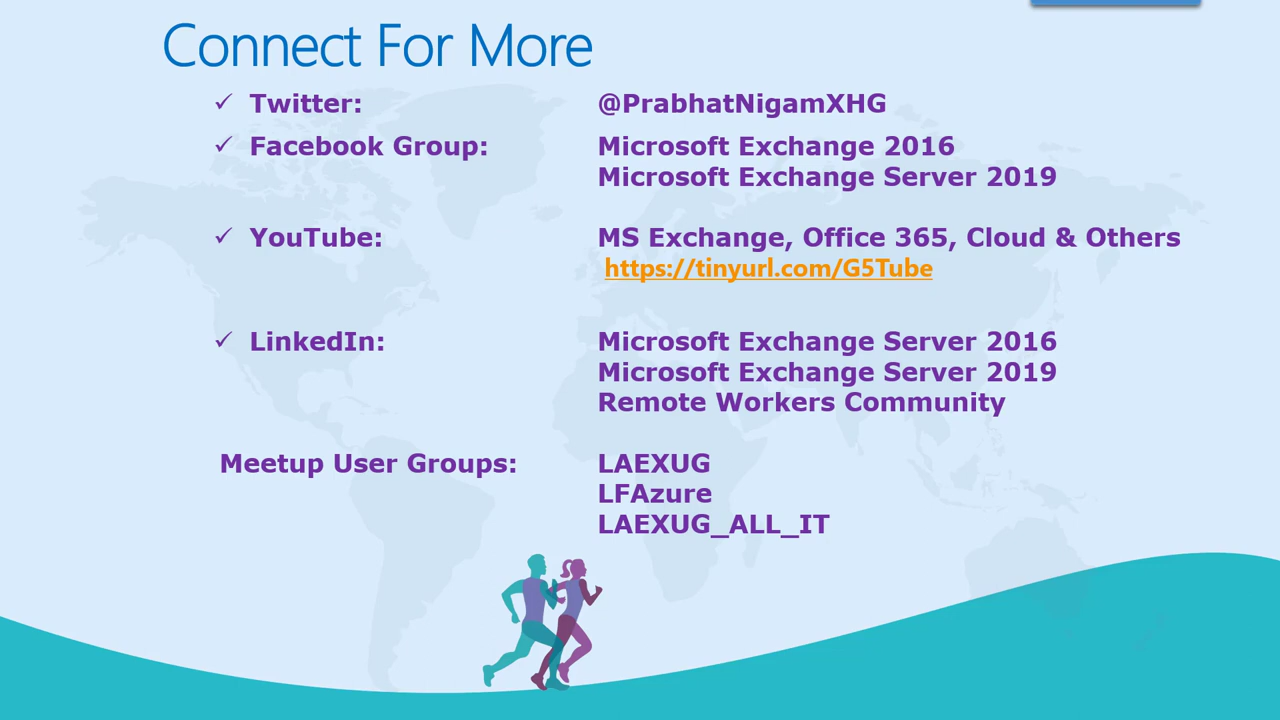 Connect For More
✓ Twitter: @PrabhatNigamXHG
✓ Facebook Group: Microsoft Exchange 2016
Microsoft Exchange Server 2019
✓ YouTube: MS Exchange, Office 365, Cloud & Others
https://tinyurl.com/G5Tube
✓ LinkedIn: Microsoft Exchange Server 2016
Microsoft Exchange Server 2019
Remote Workers Community
Meetup User Groups: LAEXUG
LFAzure
LAEXUG_ALL_IT